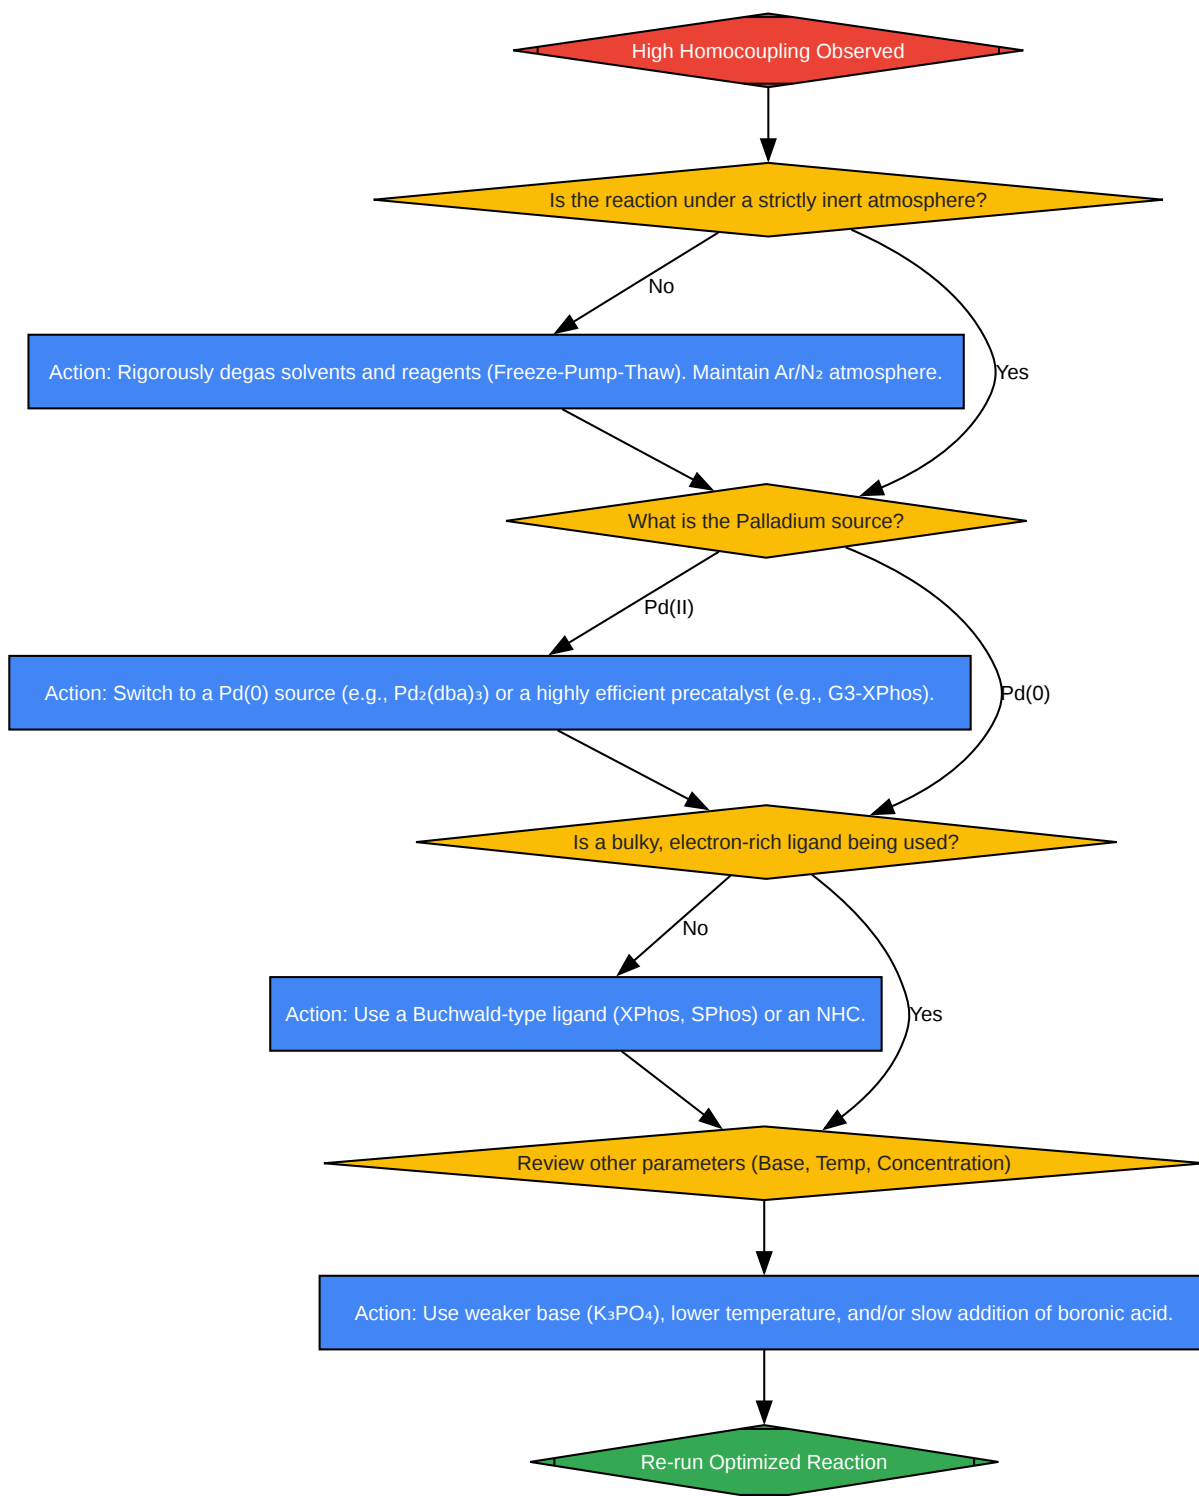 High Homocoupling Observed
Is the reaction under a strictly inert atmosphere?
No
Action: Rigorously degas solvents and reagents (Freeze-Pump-Thaw). Maintain Ar/N₂ atmosphere.
Yes
What is the Palladium source?
Pd(II)
Action: Switch to a Pd(0) source (e.g., Pd₂(dba)₃) or a highly efficient precatalyst (e.g., G3-XPhos).
Pd(0)
Is a bulky, electron-rich ligand being used?
No
Action: Use a Buchwald-type ligand (XPhos, SPhos) or an NHC.
Yes
Review other parameters (Base, Temp, Concentration)
Action: Use weaker base (K₃PO₄), lower temperature, and/or slow addition of boronic acid.
Re-run Optimized Reaction